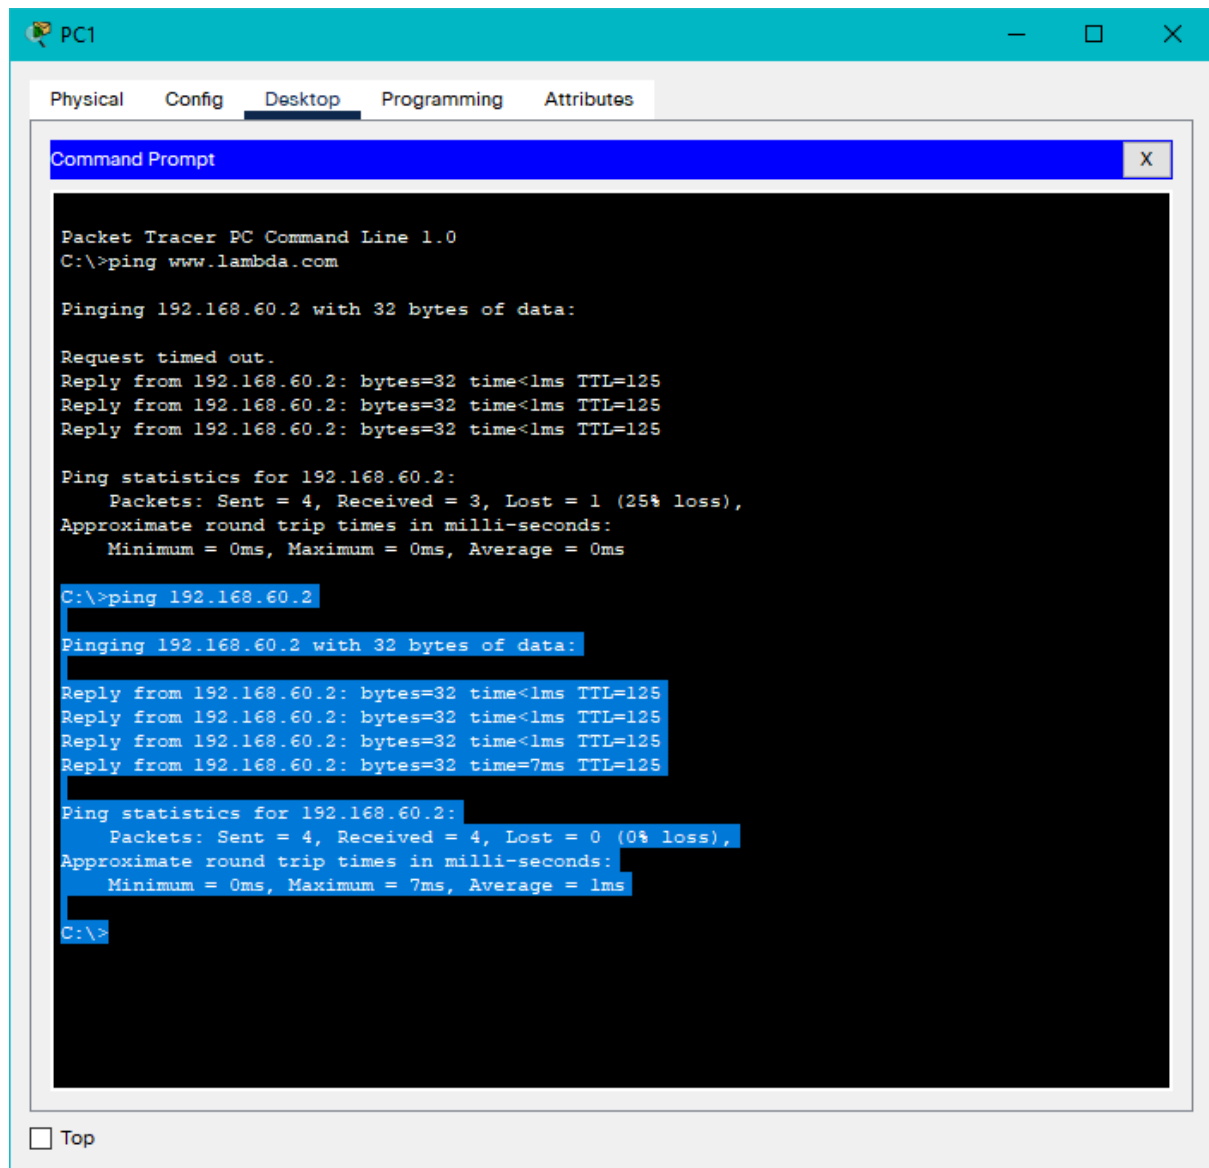 PC1
Physical Config Desktop Programming Attributes
Command Prompt X
Packet Tracer PC Command Line 1.0
C:\>ping www.lambda.com
Pinging 192.168.60.2 with 32 bytes of data:
Request timed out.
Reply from 192.168.60.2: bytes=32 time<1ms TTL=125
Reply from 192.168.60.2: bytes=32 time<1ms TTL=125
Reply from 192.168.60.2: bytes=32 time<1ms TTL=125
Ping statistics for 192.168.60.2:
Packets: Sent = 4, Received = 3, Lost = 1 (25% loss),
Approximate round trip times in milli-seconds:
Minimum = 0ms, Maximum = 0ms, Average = 0ms
C:\>ping 192.168.60.2
Pinging 192.168.60.2 with 32 bytes of data:
Reply from 192.168.60.2: bytes=32 time<1ms TTL=125
Reply from 192.168.60.2: bytes=32 time<1ms TTL=125
Reply from 192.168.60.2: bytes=32 time<1ms TTL=125
Reply from 192.168.60.2: bytes=32 time=7ms TTL=125
Ping statistics for 192.168.60.2:
Packets: Sent = 4, Received = 4, Lost = 0 (0% loss),
Approximate round trip times in milli-seconds:
Minimum = 0ms, Maximum = 7ms, Average = 1ms
C:\>
Top